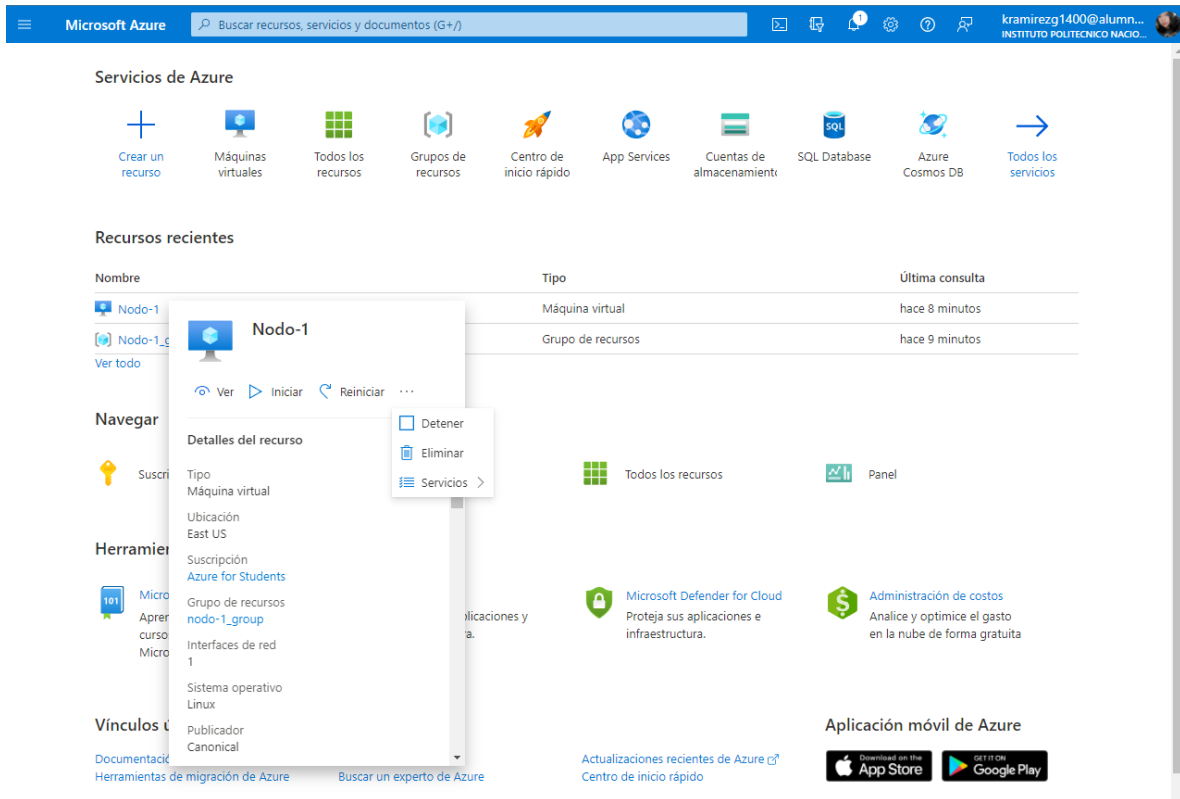 Microsoft Azure
Buscar recursos, servicios y documentos (G+/)
1
kramirezg1400@alumn...
INSTITUTO POLITECNICO NACIO...
Servicios de Azure
Crear un
recurso
Máquinas
virtuales
Todos los
recursos
Grupos de
recursos
Centro de
inicio rápido
App Services
Cuentas de
almacenamiento
SQL
SQL Database
Azure
Cosmos DB
Todos los
servicios
Recursos recientes
Nombre Tipo Última consulta
Nodo-1 Máquina virtual hace 8 minutos
Nodo-1_g Grupo de recursos hace 9 minutos
Ver todo
Nodo-1
Ver Iniciar Reiniciar ...
Detener
Eliminar
Servicios
Detalles del recurso
Tipo
Máquina virtual
Ubicación
East US
Suscripción
Azure for Students
Grupo de recursos
nodo-1_group
Interfaces de red
1
Sistema operativo
Linux
Publicador
Canonical
Navegar
Suscri
Todos los recursos
Panel
Herramier
101
Micro
Apren
curso
Micro
plicaciones y
a.
Microsoft Defender for Cloud
Proteja sus aplicaciones e
infraestructura.
Administración de costos
Analice y optimice el gasto
en la nube de forma gratuita
Vínculos ú
Documentació
Herramientas de migración de Azure
Buscar un experto de Azure
Actualizaciones recientes de Azure
Centro de inicio rápido
Aplicación móvil de Azure
Download on the
App Store
GET IT ON
Google Play